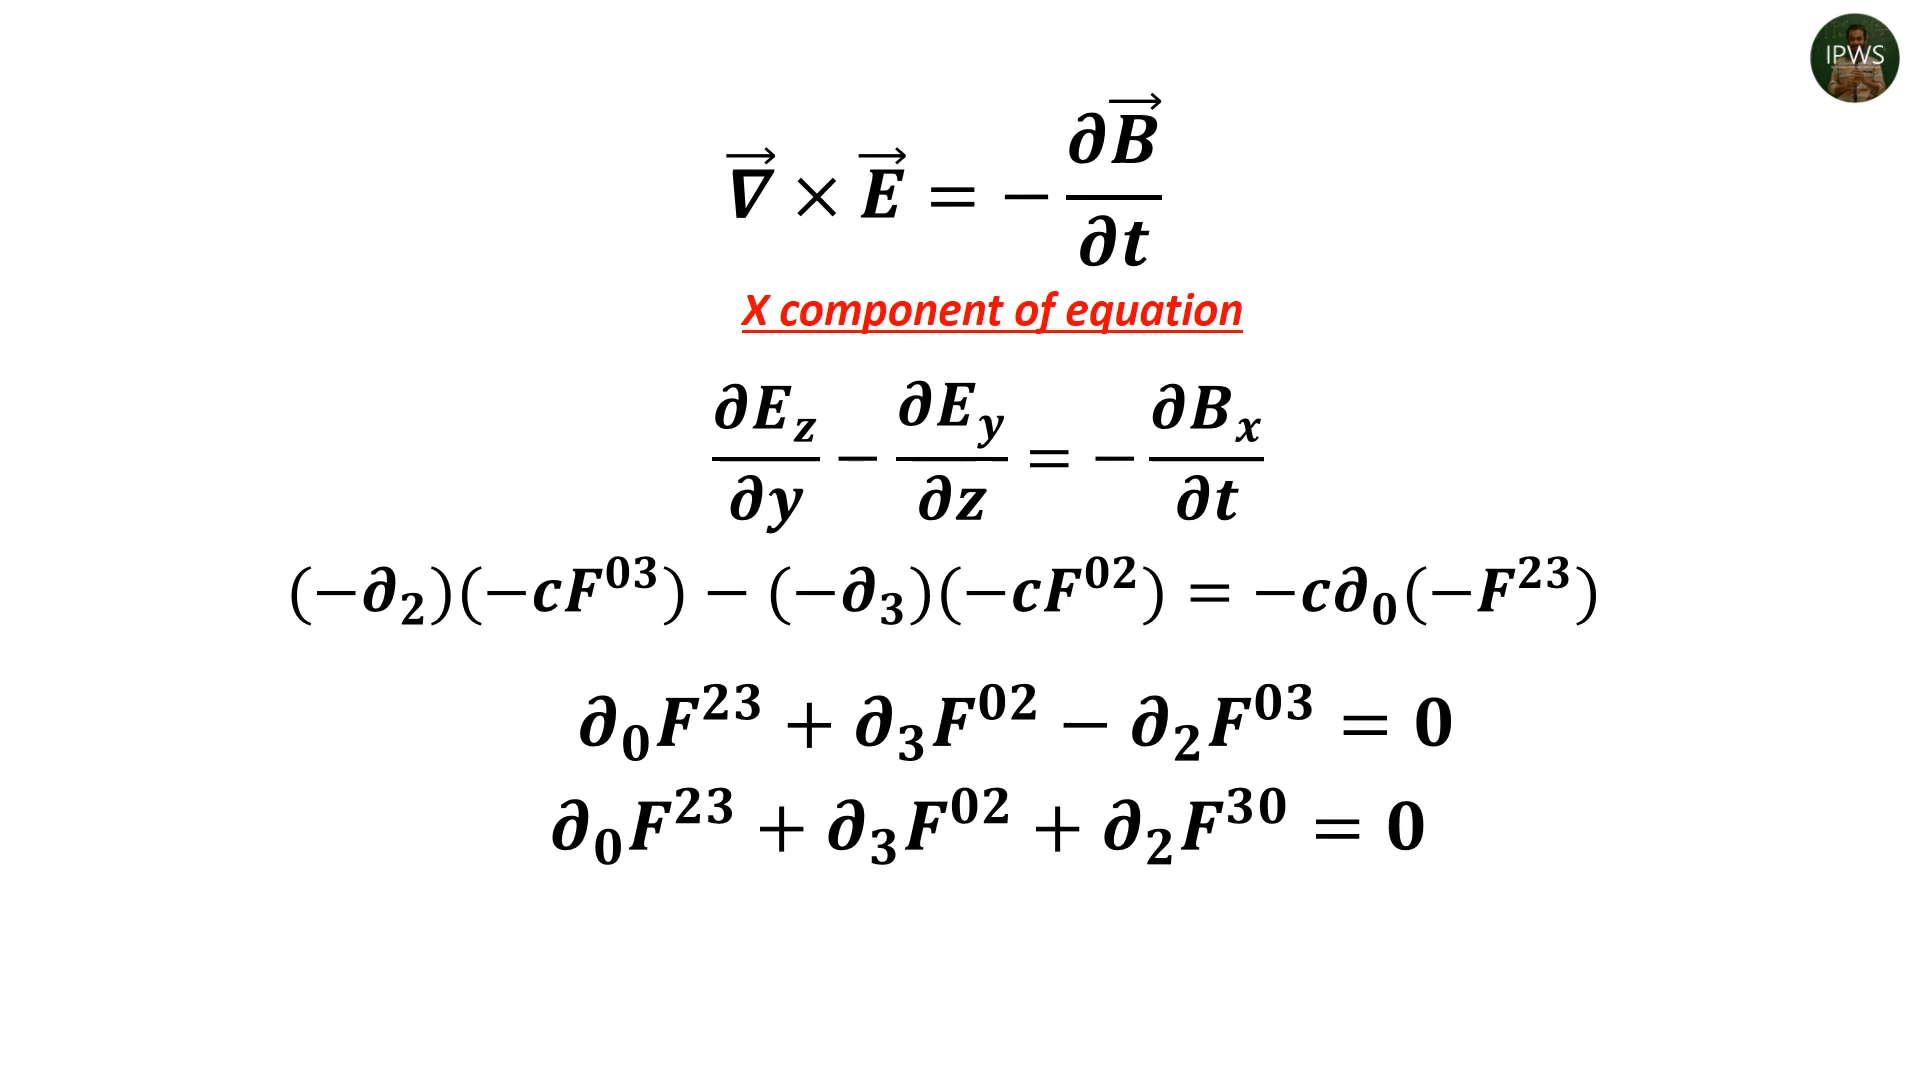 IPWS
∇⃗ × E⃗ = −∂B⃗/∂t
X component of equation
∂E_z/∂y − ∂E_y/∂z = −∂B_x/∂t
(−∂₂)(−cF⁰³) − (−∂₃)(−cF⁰²) = −c∂₀(−F²³)
∂₀F²³ + ∂₃F⁰² − ∂₂F⁰³ = 0
∂₀F²³ + ∂₃F⁰² + ∂₂F³⁰ = 0